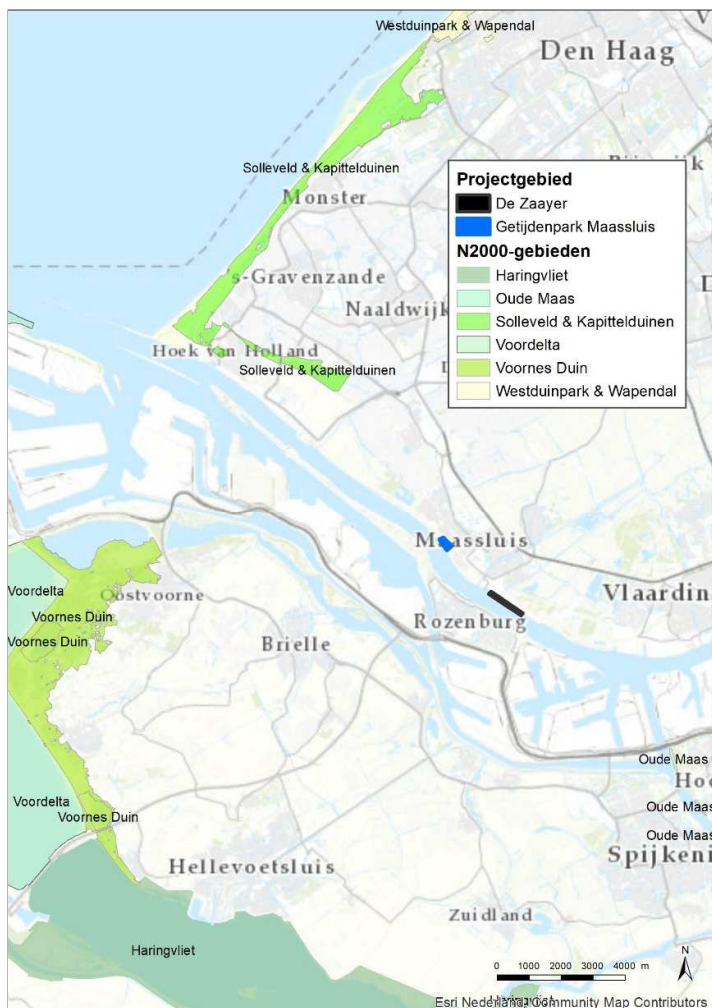 Westduinpark & Wapendal
Den Haag
Solleveld & Kapittelduinen
Monster
's-Gravenzande
Naaldwijk
Hoek van Holland
Solleveld & Kapittelduinen
Projectgebied
De Zaayer
Getijdenpark Maassluis
N2000-gebieden
Haringvliet
Oude Maas
Solleveld & Kapittelduinen
Voordelta
Voornes Duin
Westduinpark & Wapendal
Maassluis
Voordelta
Oostvoorne
Vlaardin
Voornes Duin
Rozenburg
Voornes Duin
Brielle
Oude Maas
Hoo
Voordelta
Oude Maas
Voornes Duin
Oude Maas
Spijkeni
Hellevoetsluis
Zuidland
Haringvliet
N
0 1000 2000 3000 4000 m
Esri Nederland, Community Map Contributors